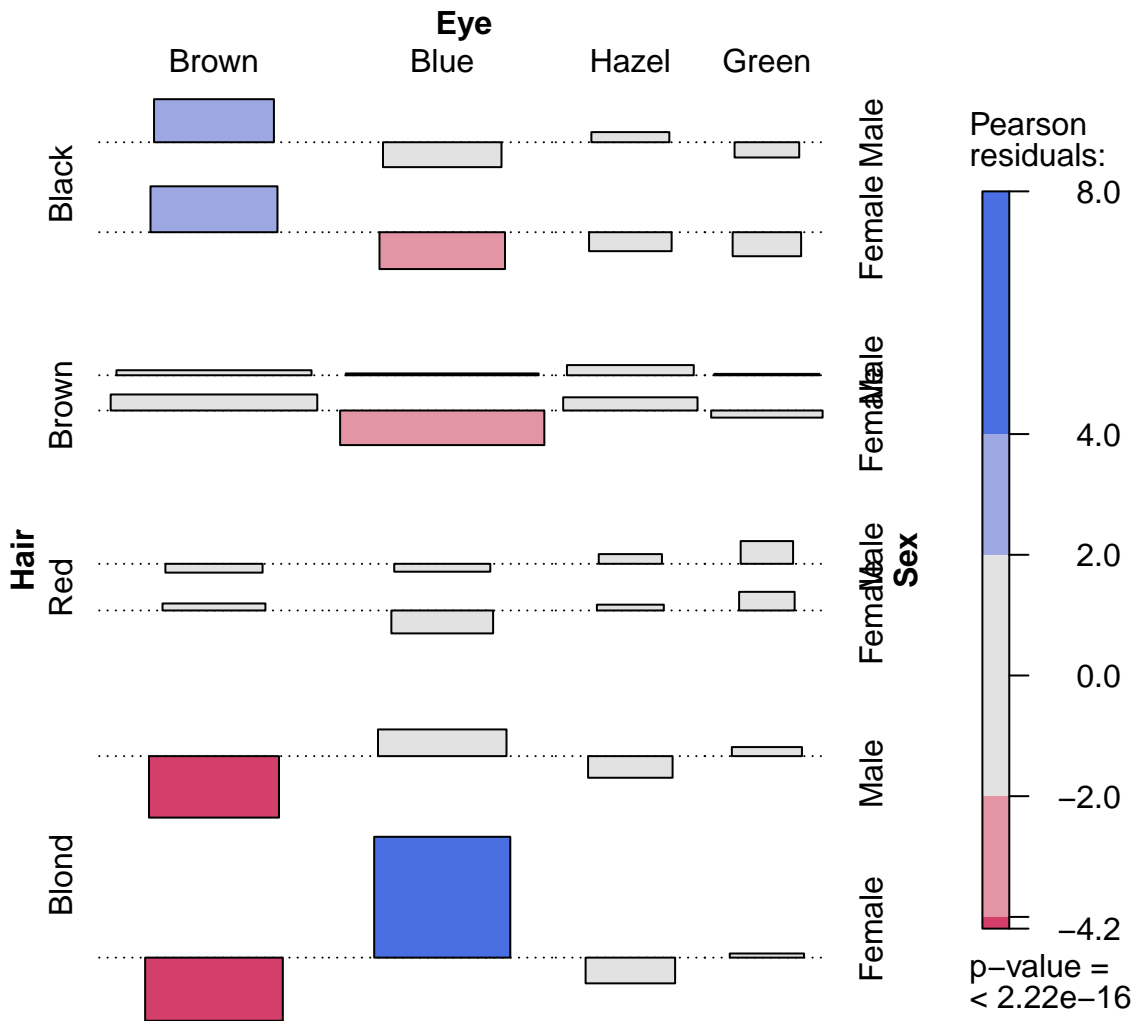 Eye
Brown Blue Hazel Green
Hair
Black
Brown
Red
Blond
Male
Female
Male
Female
Male
Female
Male
Female
Sex
Pearson
residuals:
8.0
4.0
2.0
0.0
−2.0
−4.2
p−value =
< 2.22e−16